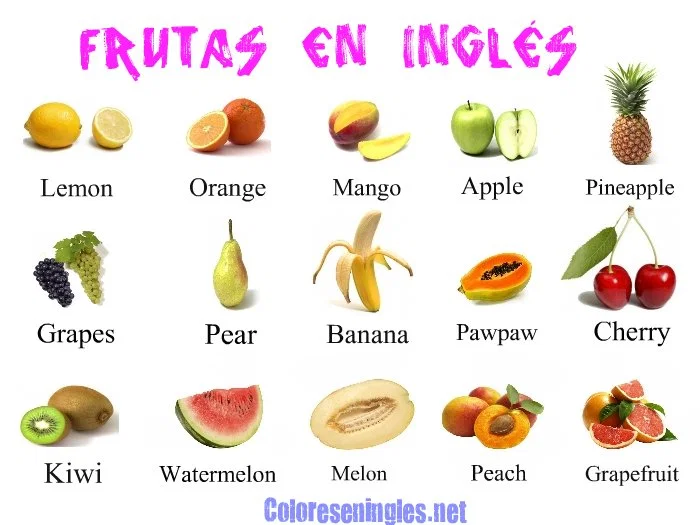 FRUTAS EN INGLÉS
Lemon Orange Mango Apple Pineapple
Grapes Pear Banana Pawpaw Cherry
Kiwi Watermelon Melon Peach Grapefruit
Coloreseningles.net